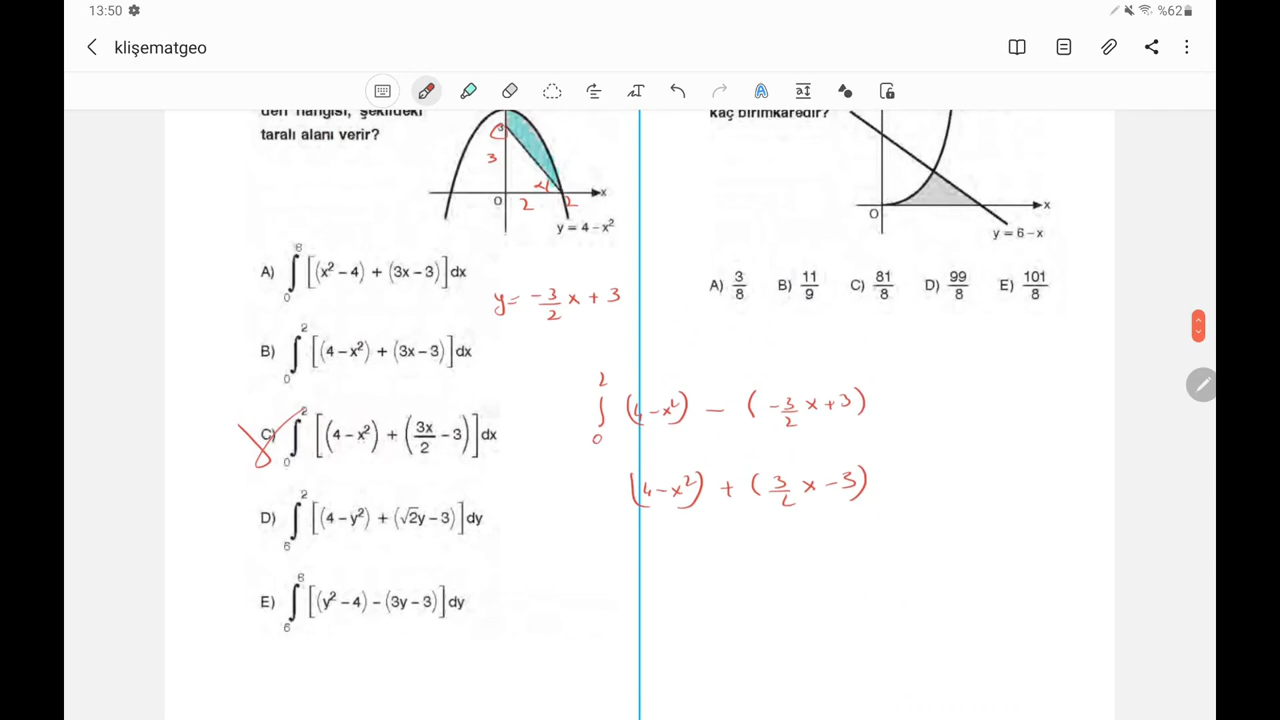 13:50
%62
klişematgeo
den hangisi, şekildeki
taralı alanı verir?
3
3
2
2
O
x
y = 4 – x²
A) ∫₀⁶ [(x² – 4) + (3x – 3)] dx
B) ∫₀² [(4 – x²) + (3x – 3)] dx
C) ∫₀² [(4 – x²) + (3x/2 – 3)] dx
D) ∫₆² [(4 – y²) + (√2y – 3)] dy
E) ∫₆⁸ [(y² – 4) – (3y – 3)] dy
y = -3/2 x + 3
∫₀² (4-x²) - (-3/2 x + 3)
(4-x²) + (3/2 x - 3)
kaç birimkaredir?
O
x
y = 6 – x
A) 3/8 B) 11/9 C) 81/8 D) 99/8 E) 101/8